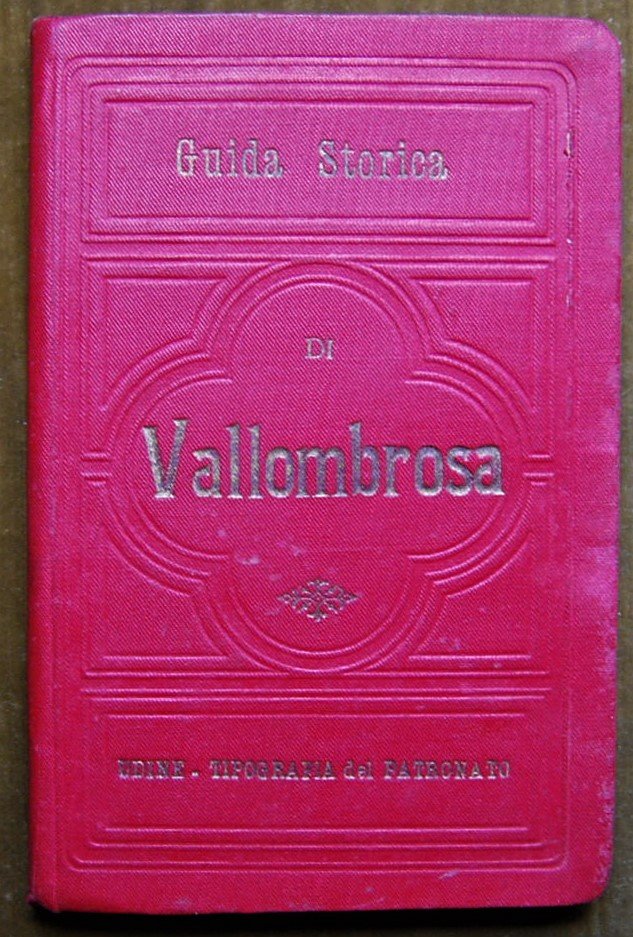 Guida Storica
DI
Vallombrosa
UDINE - TIPOGRAFIA del PATRONATO